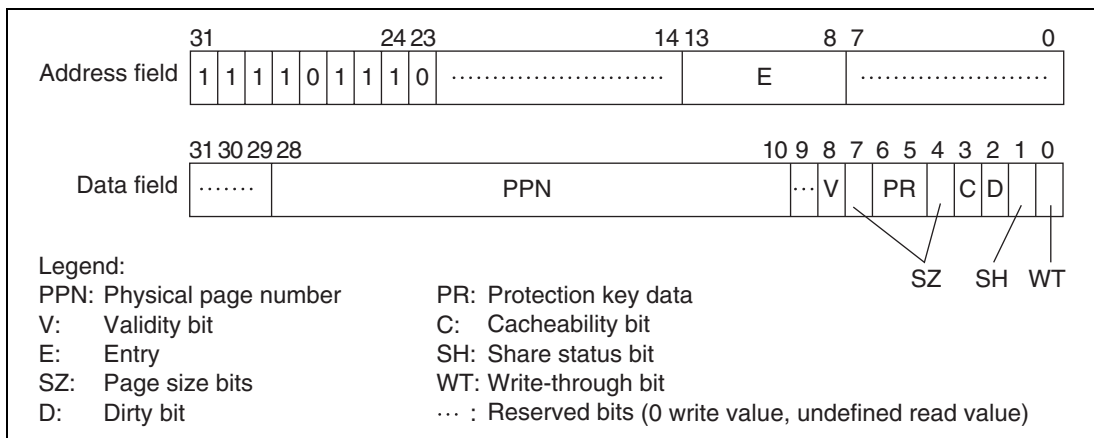 31 24 23 14 13 8 7 0
Address field 1 1 1 1 0 1 1 1 0 ........................... E ........................
31 30 29 28 10 9 8 7 6 5 4 3 2 1 0
Data field ....... PPN ... V PR C D
SZ SH WT
Legend:
PPN: Physical page number PR: Protection key data
V: Validity bit C: Cacheability bit
E: Entry SH: Share status bit
SZ: Page size bits WT: Write-through bit
D: Dirty bit ... : Reserved bits (0 write value, undefined read value)